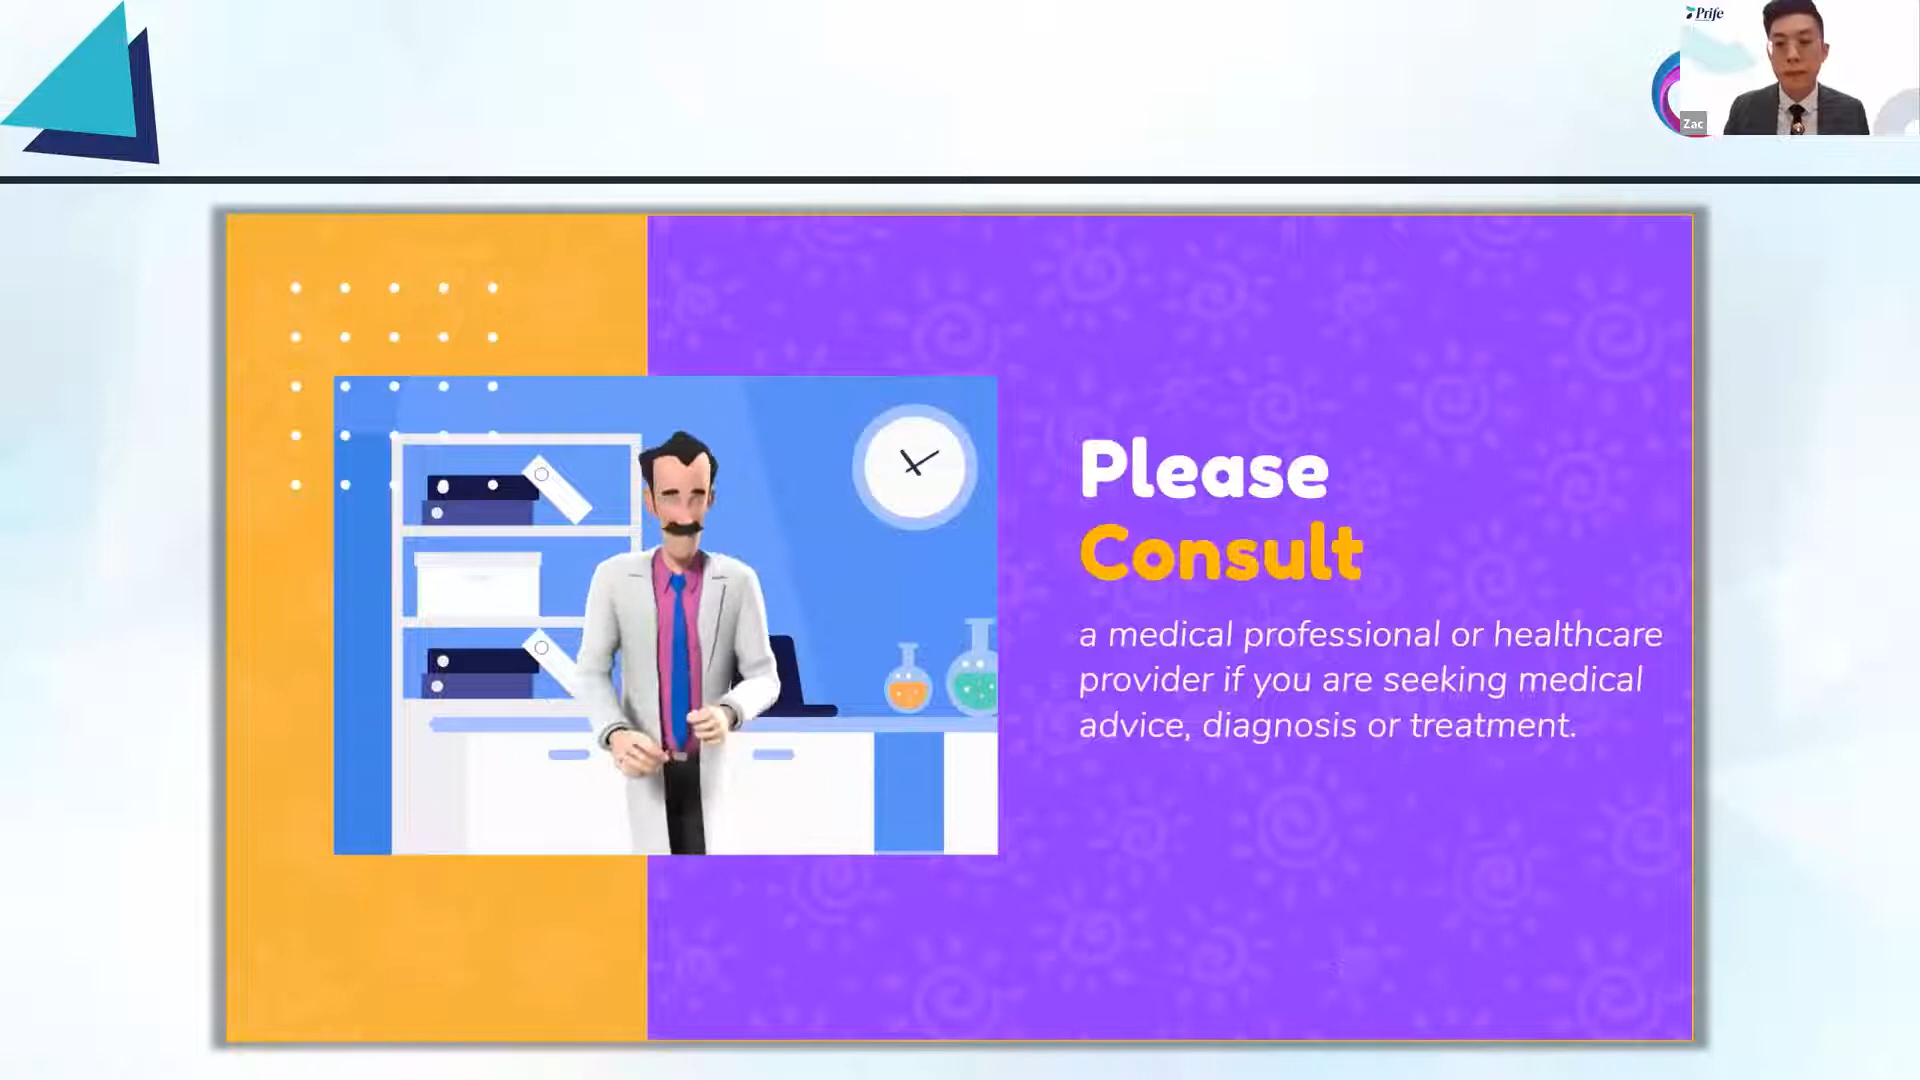 Prife
Zac
Please
Consult
a medical professional or healthcare
provider if you are seeking medical
advice, diagnosis or treatment.